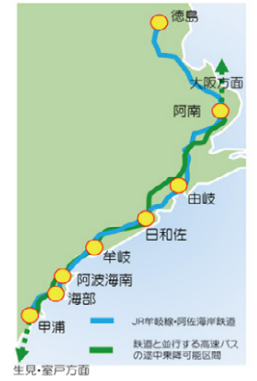 徳島
大阪方面
阿南
由岐
日和佐
牟岐
阿波海南
海部
甲浦
JR牟岐線・阿佐海岸鉄道
鉄道と並行する高速バス
の途中乗降可能区間
生見・室戸方面